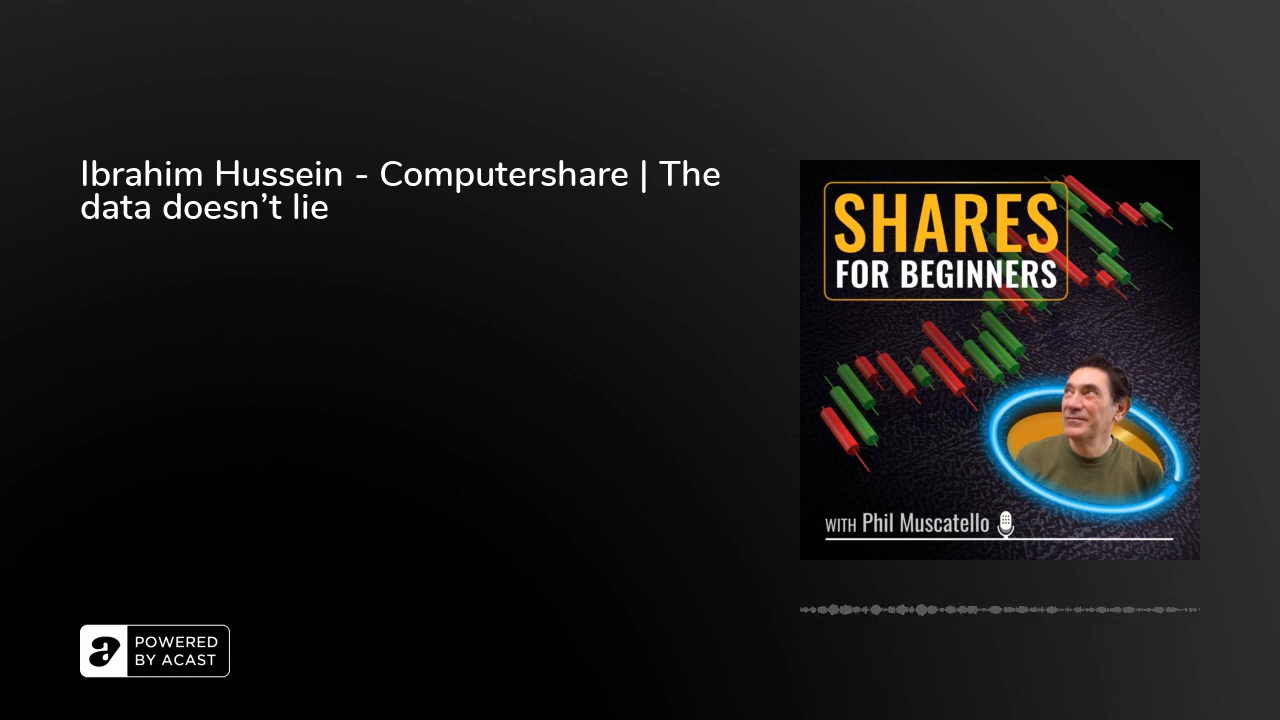 Ibrahim Hussein - Computershare | The
data doesn’t lie
SHARES
FOR BEGINNERS
WITH Phil Muscatello
POWERED
BY ACAST